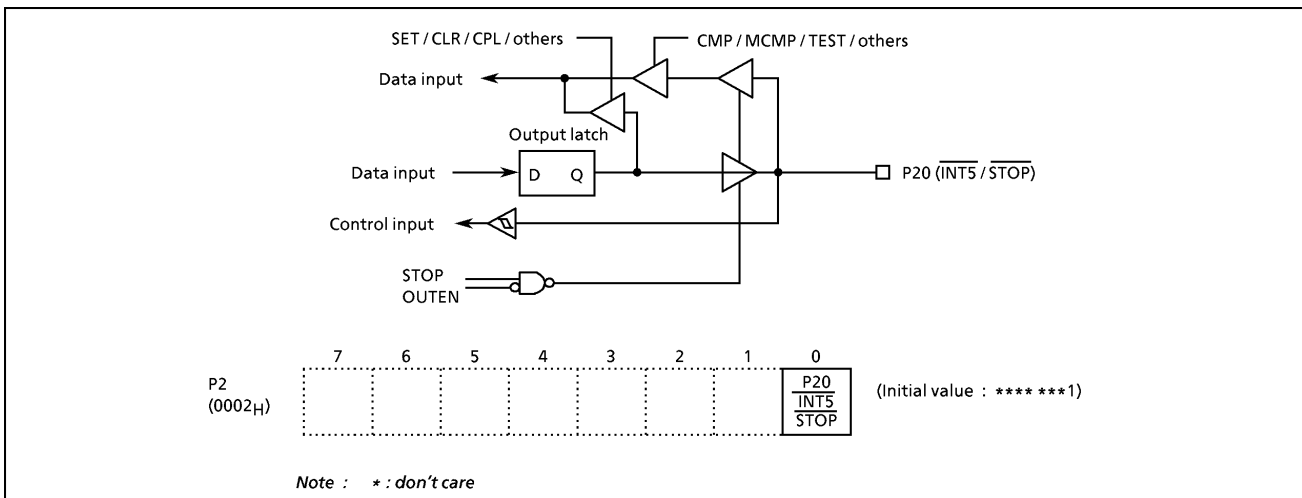 SET / CLR / CPL / others
CMP / MCMP / TEST / others
Data input
Output latch
Data input
D Q
P20 (INT5 / STOP)
Control input
STOP
OUTEN
7 6 5 4 3 2 1 0
P2
(0002H)
P20
INT5
STOP
(Initial value : **** ***1)
Note : * : don't care